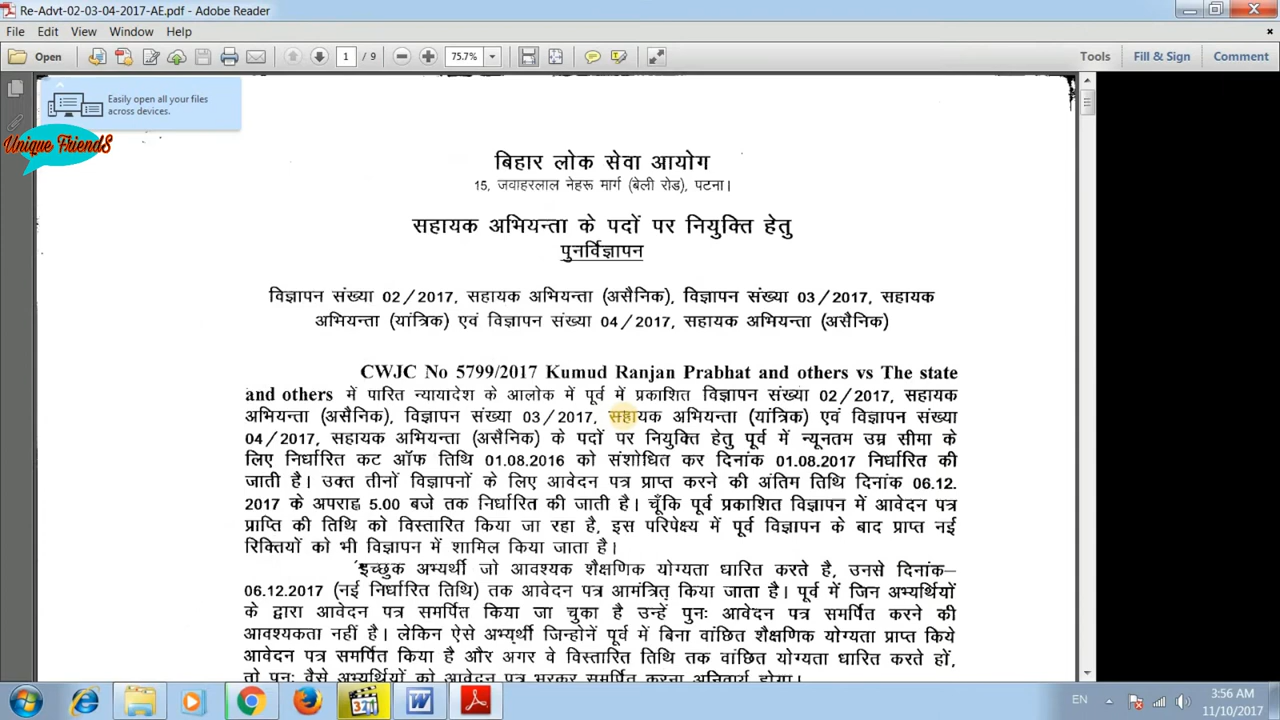 Re-Advt-02-03-04-2017-AE.pdf - Adobe Reader
File Edit View Window Help
Open 1 / 9 75.7% Tools Fill & Sign Comment
Easily open all your files
across devices.
Unique FriendS
बिहार लोक सेवा आयोग
15, जवाहरलाल नेहरू मार्ग (बेली रोड), पटना।
सहायक अभियन्ता के पदों पर नियुक्ति हेतु
पुनर्विज्ञापन
विज्ञापन संख्या 02/2017, सहायक अभियन्ता (असैनिक), विज्ञापन संख्या 03/2017, सहायक
अभियन्ता (यांत्रिक) एवं विज्ञापन संख्या 04/2017, सहायक अभियन्ता (असैनिक)
CWJC No 5799/2017 Kumud Ranjan Prabhat and others vs The state
and others में पारित न्यायादेश के आलोक में पूर्व में प्रकाशित विज्ञापन संख्या 02/2017, सहायक
अभियन्ता (असैनिक), विज्ञापन संख्या 03/2017, सहायक अभियन्ता (यांत्रिक) एवं विज्ञापन संख्या
04/2017, सहायक अभियन्ता (असैनिक) के पदों पर नियुक्ति हेतु पूर्व में न्यूनतम उम्र सीमा के
लिए निर्धारित कट ऑफ तिथि 01.08.2016 को संशोधित कर दिनांक 01.08.2017 निर्धारित की
जाती है। उक्त तीनों विज्ञापनों के लिए आवेदन पत्र प्राप्त करने की अंतिम तिथि दिनांक 06.12.
2017 के अपराह्न 5.00 बजे तक निर्धारित की जाती है। चूँकि पूर्व प्रकाशित विज्ञापन में आवेदन पत्र
प्राप्ति की तिथि को विस्तारित किया जा रहा है, इस परिपेक्ष्य में पूर्व विज्ञापन के बाद प्राप्त नई
रिक्तियों को भी विज्ञापन में शामिल किया जाता है।
इच्छुक अभ्यर्थी जो आवश्यक शैक्षणिक योग्यता धारित करते है, उनसे दिनांक–
06.12.2017 (नई निर्धारित तिथि) तक आवेदन पत्र आमंत्रित किया जाता है। पूर्व में जिन अभ्यर्थियों
के द्वारा आवेदन पत्र समर्पित किया जा चुका है उन्हें पुनः आवेदन पत्र समर्पित करने की
आवश्यकता नहीं है। लेकिन ऐसे अभ्यर्थी जिन्होनें पूर्व में बिना वांछित शैक्षणिक योग्यता प्राप्त किये
आवेदन पत्र समर्पित किया है और अगर वे विस्तारित तिथि तक वांछित योग्यता धारित करते हों,
तो पुनः वैसे अभ्यर्थियों को आवेदन पत्र भरकर समर्पित करना अनिवार्य होगा।
EN 3:56 AM
11/10/2017
321